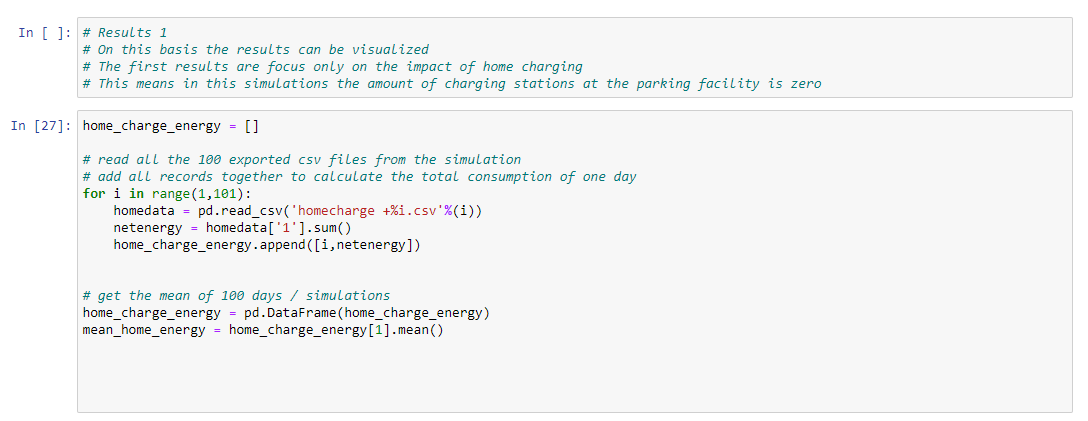 In [ ]: # Results 1
# On this basis the results can be visualized
# The first results are focus only on the impact of home charging
# This means in this simulations the amount of charging stations at the parking facility is zero
In [27]: home_charge_energy = []
# read all the 100 exported csv files from the simulation
# add all records together to calculate the total consumption of one day
for i in range(1,101):
    homedata = pd.read_csv('homecharge +%i.csv'%(i))
    netenergy = homedata['1'].sum()
    home_charge_energy.append([i,netenergy])
# get the mean of 100 days / simulations
home_charge_energy = pd.DataFrame(home_charge_energy)
mean_home_energy = home_charge_energy[1].mean()